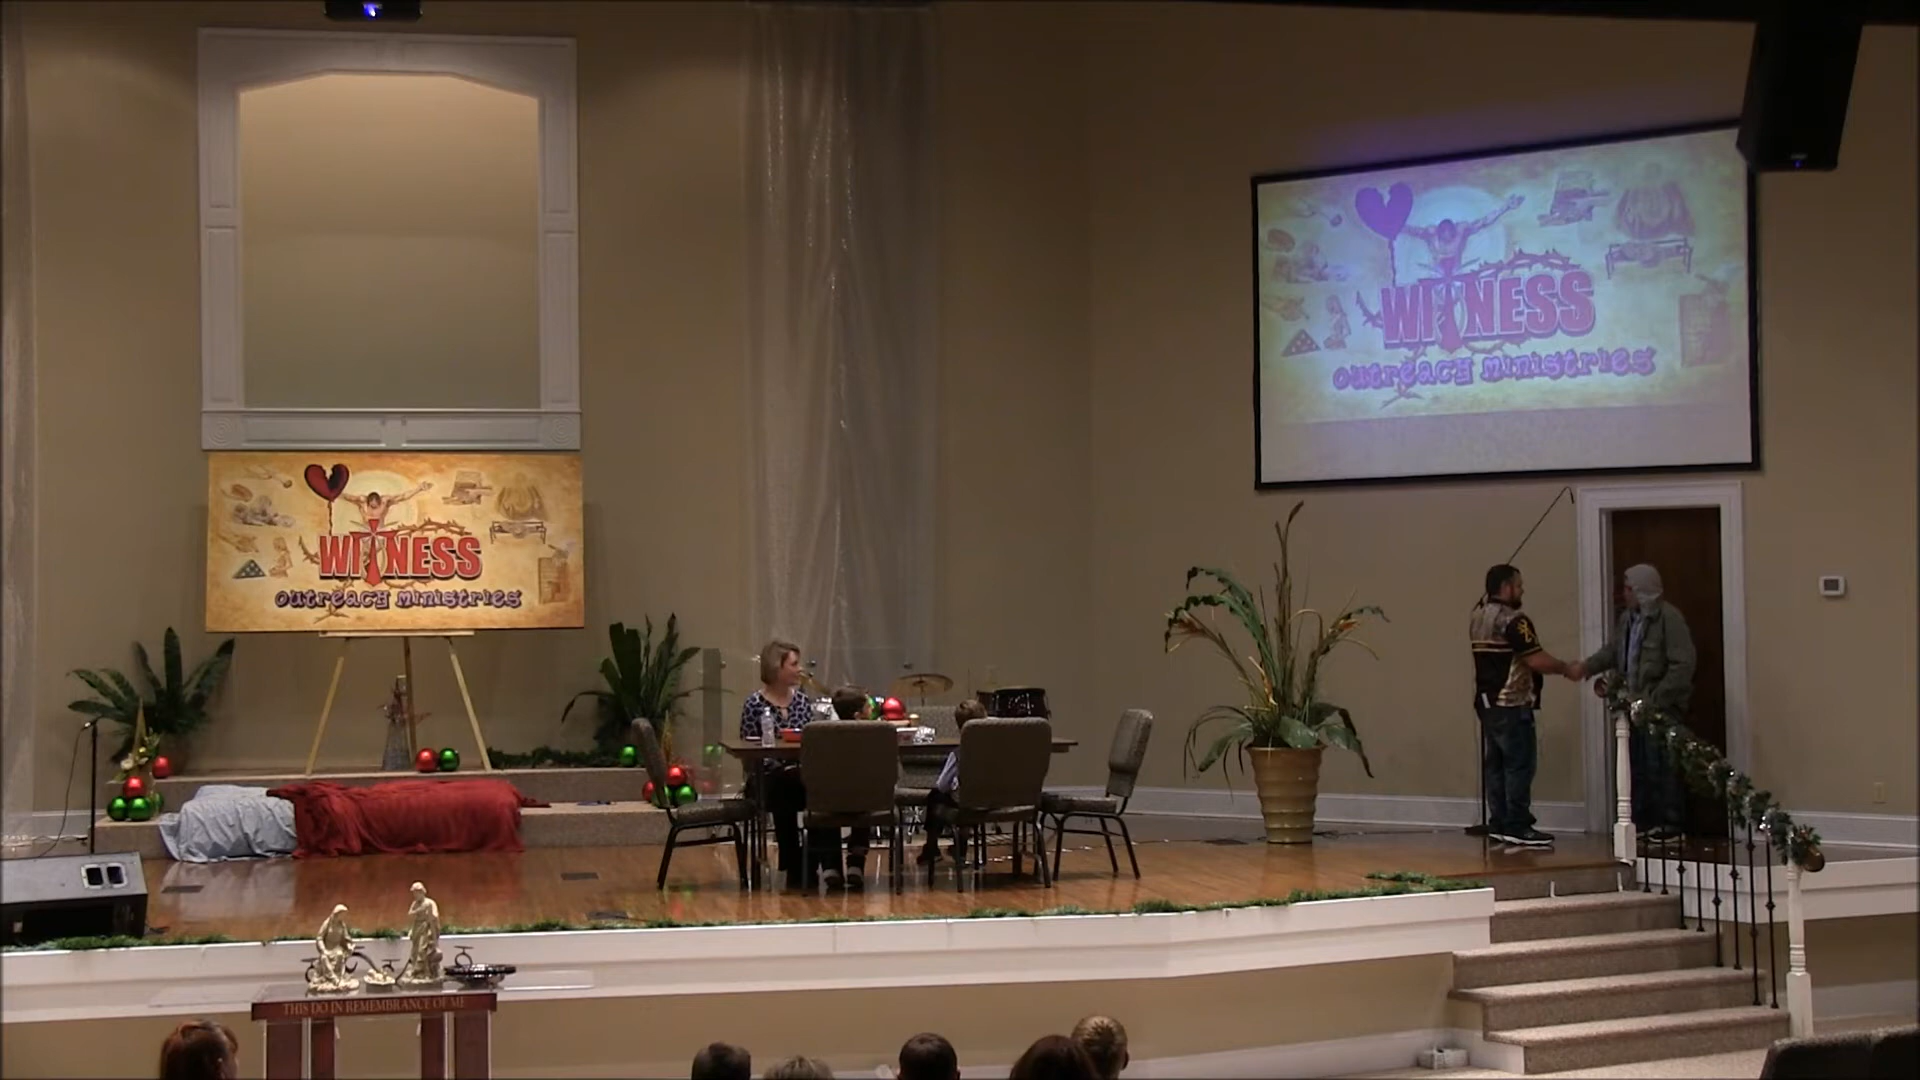 WITNESS
OUTREACH MINISTRIES
WITNESS
OUTREACH MINISTRIES
THIS DO IN REMEMBRANCE OF ME